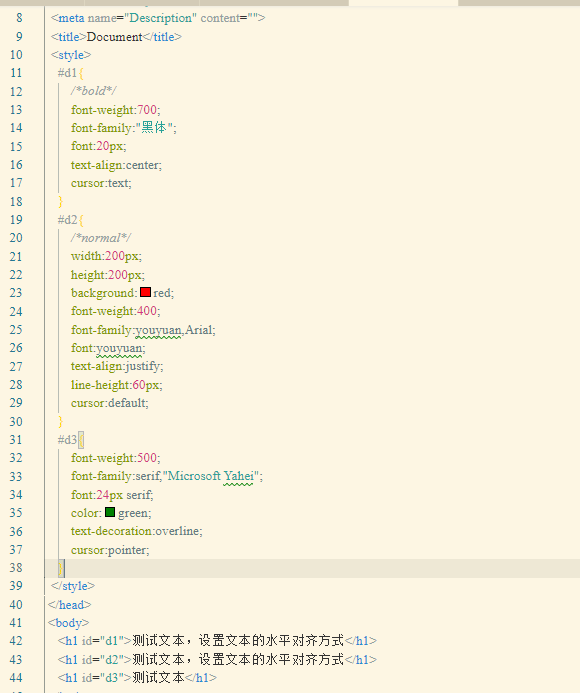 8 <meta name="Description" content="">
9 <title>Document</title>
10 <style>
11 #d1{
12 /*bold*/
13 font-weight:700;
14 font-family:"黑体";
15 font:20px;
16 text-align:center;
17 cursor:text;
18 }
19 #d2{
20 /*normal*/
21 width:200px;
22 height:200px;
23 background:red;
24 font-weight:400;
25 font-family:youyuan,Arial;
26 font:youyuan;
27 text-align:justify;
28 line-height:60px;
29 cursor:default;
30 }
31 #d3{
32 font-weight:500;
33 font-family:serif,"Microsoft Yahei";
34 font:24px serif;
35 color:green;
36 text-decoration:overline;
37 cursor:pointer;
38 }
39 </style>
40 </head>
41 <body>
42 <h1 id="d1">测试文本，设置文本的水平对齐方式</h1>
43 <h1 id="d2">测试文本，设置文本的水平对齐方式</h1>
44 <h1 id="d3">测试文本</h1>